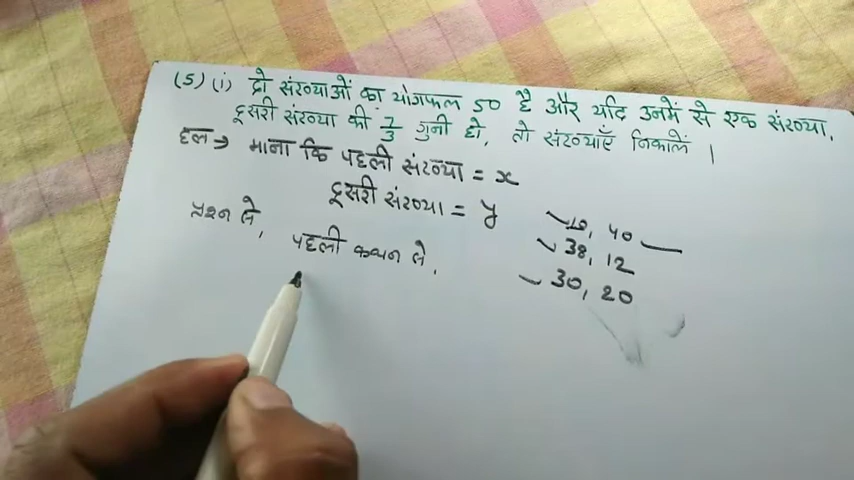 (5) (i) दो संख्याओं का योगफल 50 है और यदि उनमें से एक संख्या,
दूसरी संख्या की 7/3 गुनी हो, तो संख्याएँ निकालें |
हल→ माना कि पहली संख्या = x
दूसरी संख्या = y
प्रश्न से,
पहली कथन से,
10, 40
38, 12
30, 20